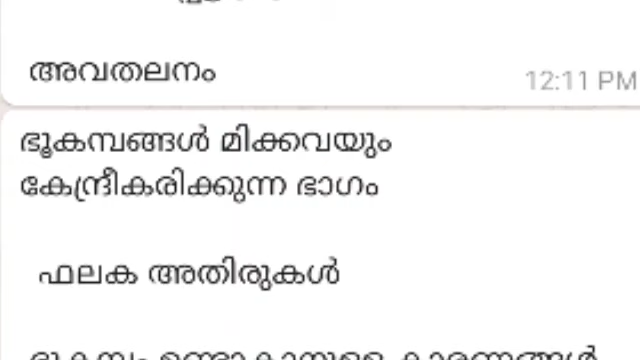 അവതലനം
12:11 PM
ഭൂകമ്പങ്ങൾ മിക്കവയും
കേന്ദ്രീകരിക്കുന്ന ഭാഗം
ഫലക അതിരുകൾ